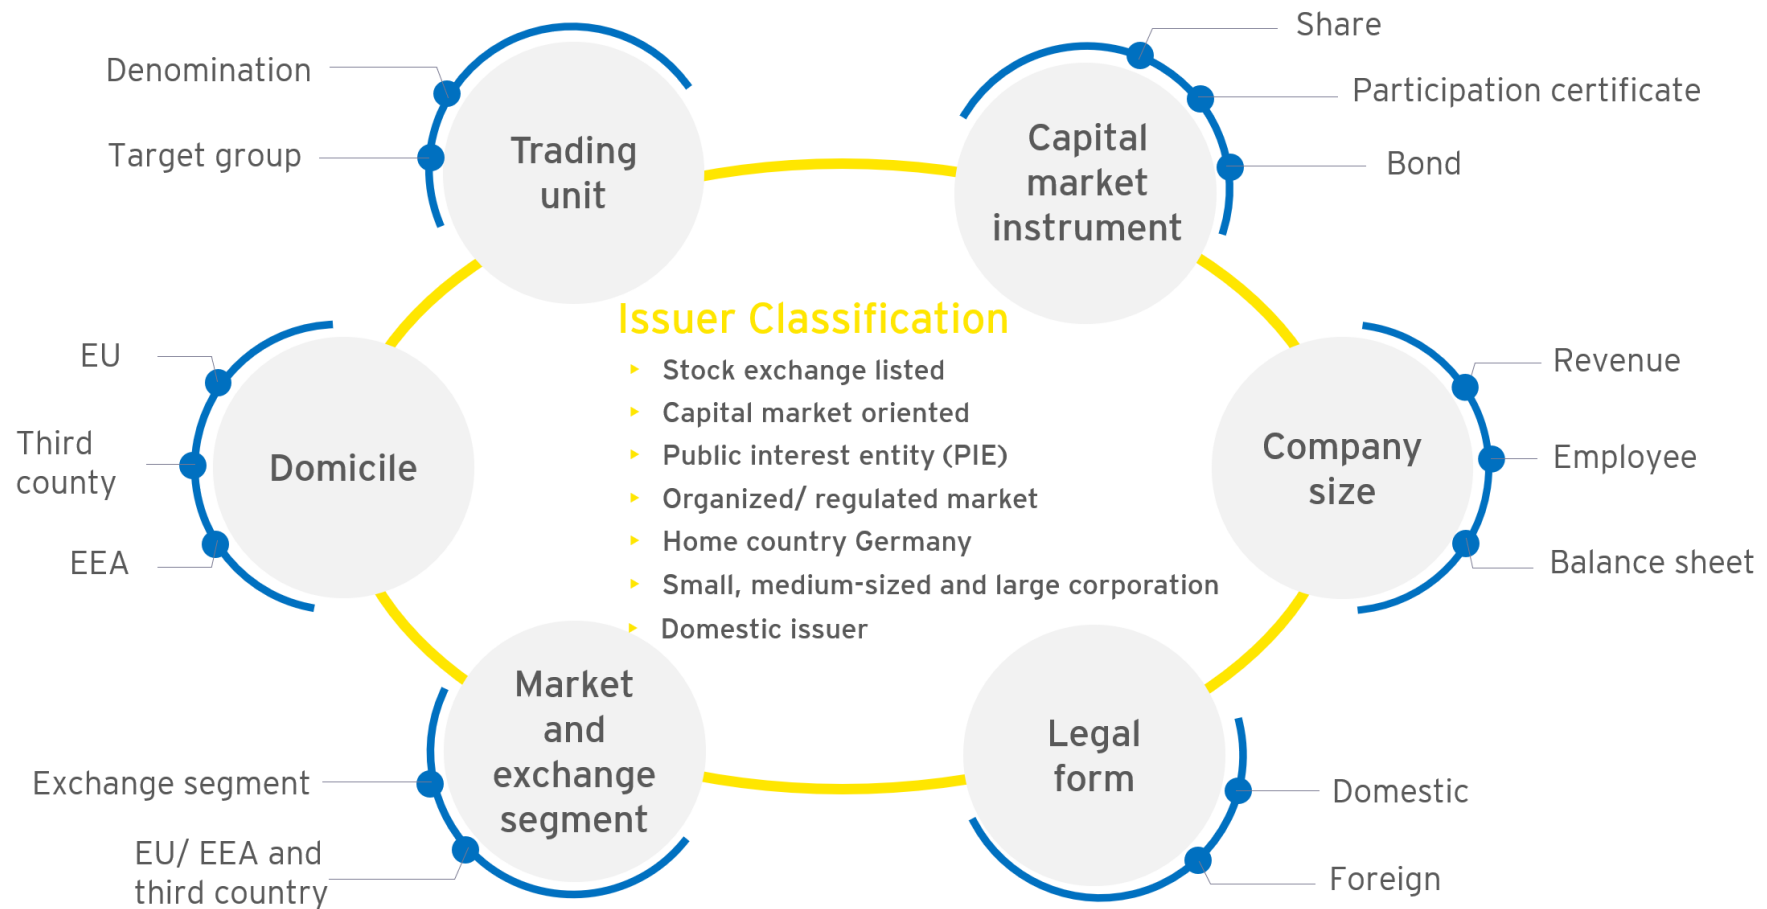 Denomination
Target group
Trading
unit
Share
Participation certificate
Bond
Capital
market
instrument
EU
Third
county
EEA
Domicile
Issuer Classification
Stock exchange listed
Capital market oriented
Public interest entity (PIE)
Organized/ regulated market
Home country Germany
Small, medium-sized and large corporation
Domestic issuer
Company
size
Revenue
Employee
Balance sheet
Market
and
exchange
segment
Exchange segment
EU/ EEA and
third country
Legal
form
Domestic
Foreign